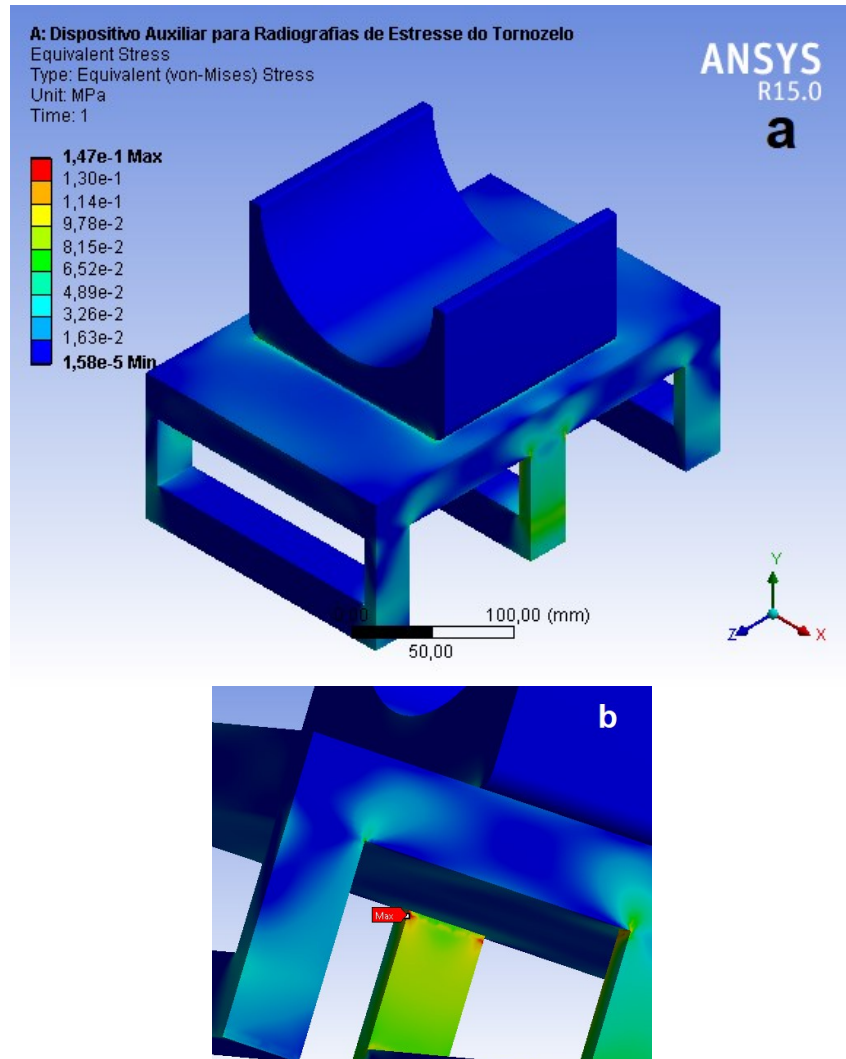 A: Dispositivo Auxiliar para Radiografias de Estresse do Tornozelo
Equivalent Stress
Type: Equivalent (von-Mises) Stress
Unit: MPa
Time: 1
ANSYS
R15.0
a
1,47e-1 Max
1,30e-1
1,14e-1
9,78e-2
8,15e-2
6,52e-2
4,89e-2
3,26e-2
1,63e-2
1,58e-5 Min
0,00
100,00 (mm)
50,00
Y
Z
X
b
Max